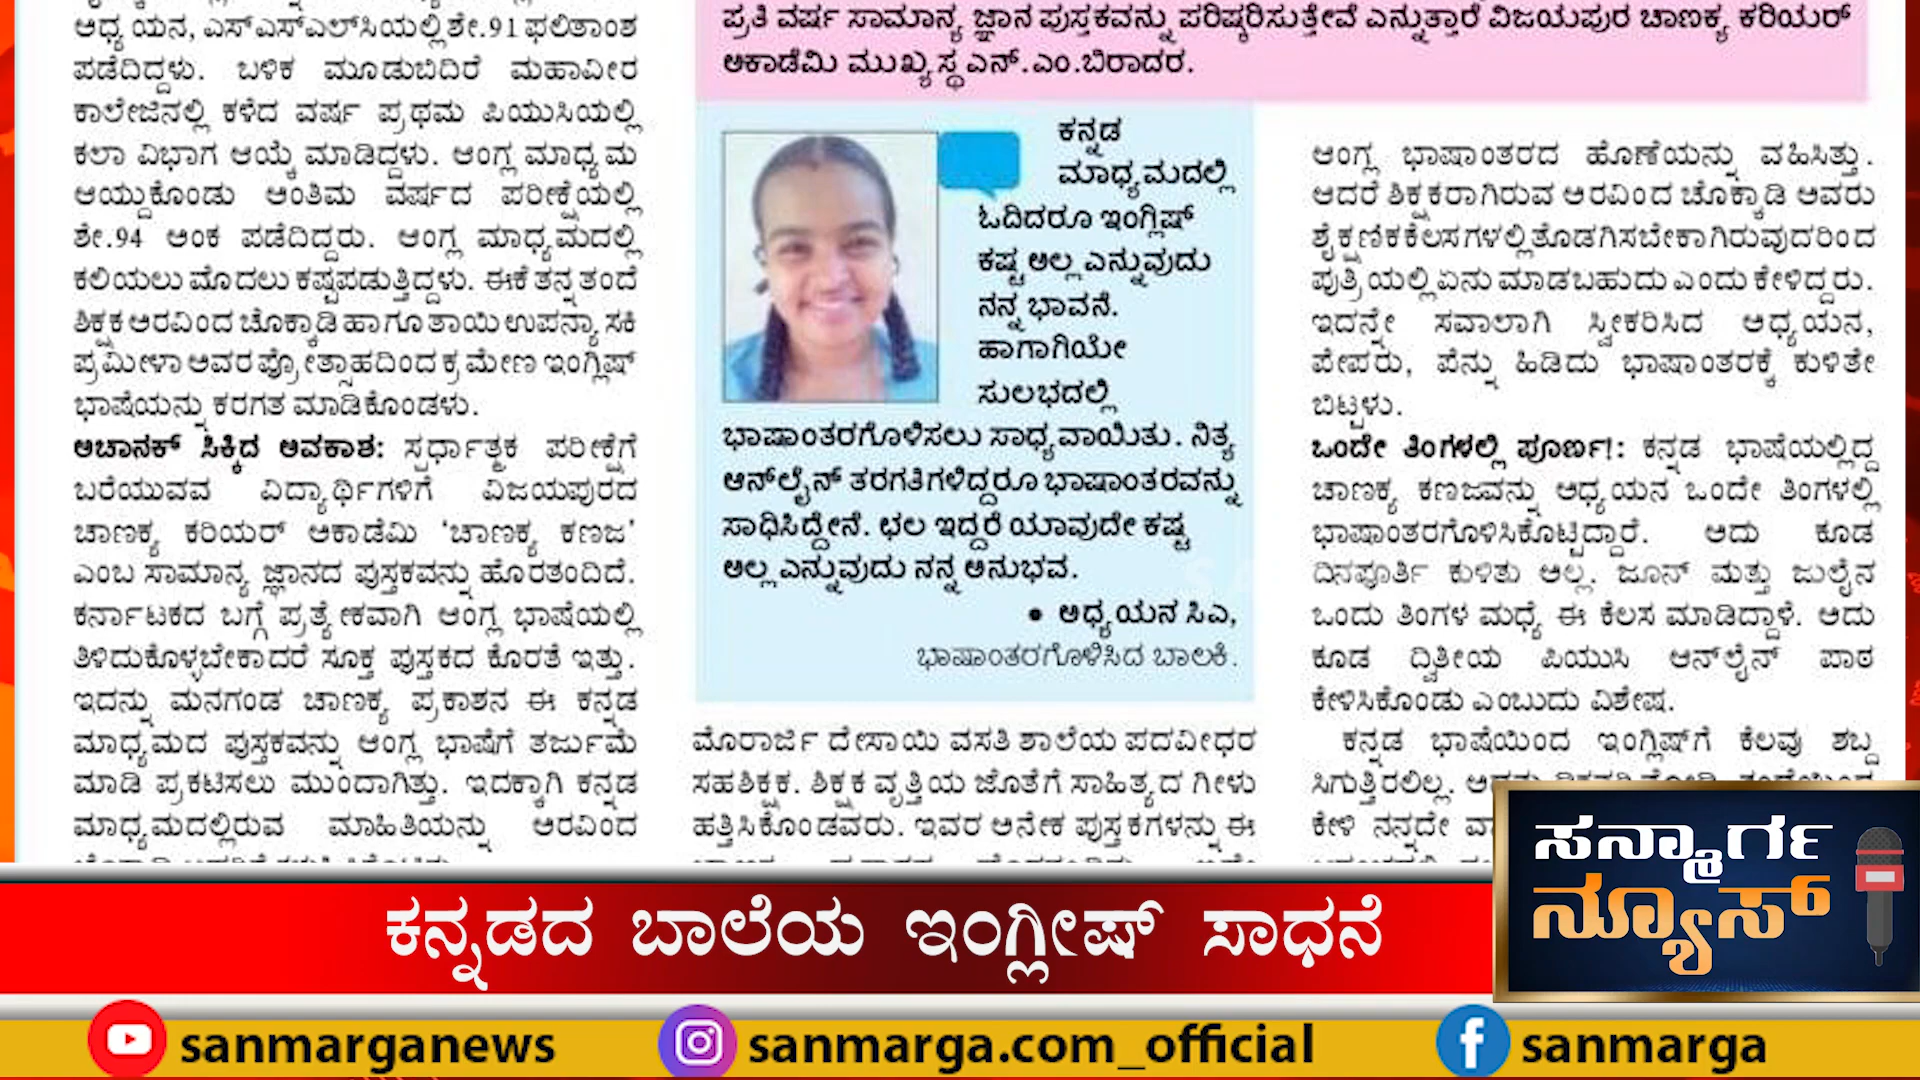 ಅಧ್ಯಯನ, ಎಸ್ಎಸ್ಎಲ್‌ಸಿಯಲ್ಲಿ ಶೇ.91 ಫಲಿತಾಂಶ
ಪಡೆದಿದ್ದಳು. ಬಳಿಕ ಮೂಡುಬಿದಿರೆ ಮಹಾವೀರ
ಕಾಲೇಜಿನಲ್ಲಿ ಕಳೆದ ವರ್ಷ ಪ್ರಥಮ ಪಿಯುಸಿಯಲ್ಲಿ
ಕಲಾ ವಿಭಾಗ ಆಯ್ಕೆ ಮಾಡಿದ್ದಳು. ಆಂಗ್ಲ ಮಾಧ್ಯಮ
ಆಯ್ದುಕೊಂಡು ಅಂತಿಮ ವರ್ಷದ ಪರೀಕ್ಷೆಯಲ್ಲಿ
ಶೇ.94 ಅಂಕ ಪಡೆದಿದ್ದರು. ಆಂಗ್ಲ ಮಾಧ್ಯಮದಲ್ಲಿ
ಕಲಿಯಲು ಮೊದಲು ಕಷ್ಟಪಡುತ್ತಿದ್ದಳು. ಈಕೆ ತನ್ನ ತಂದೆ
ಶಿಕ್ಷಕ ಅರವಿಂದ ಚೊಕ್ಕಾಡಿ ಹಾಗೂ ತಾಯಿ ಉಪನ್ಯಾಸಕಿ
ಪ್ರಮೀಳಾ ಅವರ ಪ್ರೋತ್ಸಾಹದಿಂದ ಕ್ರಮೇಣ ಇಂಗ್ಲಿಷ್
ಭಾಷೆಯನ್ನು ಕರಗತ ಮಾಡಿಕೊಂಡಳು.
ಅಚಾನಕ್ ಸಿಕ್ಕಿದ ಅವಕಾಶ: ಸ್ಪರ್ಧಾತ್ಮಕ ಪರೀಕ್ಷೆಗೆ
ಬರೆಯುವವ ವಿದ್ಯಾರ್ಥಿಗಳಿಗೆ ವಿಜಯಪುರದ
ಚಾಣಕ್ಯ ಕರಿಯರ್ ಅಕಾಡೆಮಿ 'ಚಾಣಕ್ಯ ಕಣಜ'
ಎಂಬ ಸಾಮಾನ್ಯ ಜ್ಞಾನದ ಪುಸ್ತಕವನ್ನು ಹೊರತಂದಿದೆ.
ಕರ್ನಾಟಕದ ಬಗ್ಗೆ ಪ್ರತ್ಯೇಕವಾಗಿ ಆಂಗ್ಲ ಭಾಷೆಯಲ್ಲಿ
ತಿಳಿದುಕೊಳ್ಳಬೇಕಾದರೆ ಸೂಕ್ತ ಪುಸ್ತಕದ ಕೊರತೆ ಇತ್ತು.
ಇದನ್ನು ಮನಗಂಡ ಚಾಣಕ್ಯ ಪ್ರಕಾಶನ ಈ ಕನ್ನಡ
ಮಾಧ್ಯಮದ ಪುಸ್ತಕವನ್ನು ಆಂಗ್ಲ ಭಾಷೆಗೆ ತರ್ಜುಮೆ
ಮಾಡಿ ಪ್ರಕಟಿಸಲು ಮುಂದಾಗಿತ್ತು. ಇದಕ್ಕಾಗಿ ಕನ್ನಡ
ಮಾಧ್ಯಮದಲ್ಲಿರುವ ಮಾಹಿತಿಯನ್ನು ಅರವಿಂದ
ಪ್ರತಿ ವರ್ಷ ಸಾಮಾನ್ಯ ಜ್ಞಾನ ಪುಸ್ತಕವನ್ನು ಪರಿಷ್ಕರಿಸುತ್ತೇವೆ ಎನ್ನುತ್ತಾರೆ ವಿಜಯಪುರ ಚಾಣಕ್ಯ ಕರಿಯರ್
ಅಕಾಡೆಮಿ ಮುಖ್ಯಸ್ಥ ಎನ್.ಎಂ.ಬಿರಾದರ.
ಕನ್ನಡ
ಮಾಧ್ಯಮದಲ್ಲಿ
ಓದಿದರೂ ಇಂಗ್ಲಿಷ್
ಕಷ್ಟ ಅಲ್ಲ ಎನ್ನುವುದು
ನನ್ನ ಭಾವನೆ.
ಹಾಗಾಗಿಯೇ
ಸುಲಭದಲ್ಲಿ
ಭಾಷಾಂತರಗೊಳಿಸಲು ಸಾಧ್ಯವಾಯಿತು. ನಿತ್ಯ
ಆನ್‌ಲೈನ್ ತರಗತಿಗಳಿದ್ದರೂ ಭಾಷಾಂತರವನ್ನು
ಸಾಧಿಸಿದ್ದೇನೆ. ಛಲ ಇದ್ದರೆ ಯಾವುದೇ ಕಷ್ಟ
ಅಲ್ಲ ಎನ್ನುವುದು ನನ್ನ ಅನುಭವ.
● ಅಧ್ಯಯನ ಸಿಎ,
ಭಾಷಾಂತರಗೊಳಿಸಿದ ಬಾಲಕಿ.
ಮೊರಾರ್ಜಿ ದೇಸಾಯಿ ವಸತಿ ಶಾಲೆಯ ಪದವೀಧರ
ಸಹಶಿಕ್ಷಕ. ಶಿಕ್ಷಕ ವೃತ್ತಿಯ ಜೊತೆಗೆ ಸಾಹಿತ್ಯದ ಗೀಳು
ಹತ್ತಿಸಿಕೊಂಡವರು. ಇವರ ಅನೇಕ ಪುಸ್ತಕಗಳನ್ನು ಈ
ಆಂಗ್ಲ ಭಾಷಾಂತರದ ಹೊಣೆಯನ್ನು ವಹಿಸಿತ್ತು.
ಆದರೆ ಶಿಕ್ಷಕರಾಗಿರುವ ಅರವಿಂದ ಚೊಕ್ಕಾಡಿ ಅವರು
ಶೈಕ್ಷಣಿಕ ಕೆಲಸಗಳಲ್ಲಿ ತೊಡಗಿಸಬೇಕಾಗಿರುವುದರಿಂದ
ಪುತ್ರಿಯಲ್ಲಿ ಏನು ಮಾಡಬಹುದು ಎಂದು ಕೇಳಿದ್ದರು.
ಇದನ್ನೇ ಸವಾಲಾಗಿ ಸ್ವೀಕರಿಸಿದ ಅಧ್ಯಯನ,
ಪೇಪರು, ಪೆನ್ನು ಹಿಡಿದು ಭಾಷಾಂತರಕ್ಕೆ ಕುಳಿತೇ
ಬಿಟ್ಟಳು.
ಒಂದೇ ತಿಂಗಳಲ್ಲಿ ಪೂರ್ಣ!: ಕನ್ನಡ ಭಾಷೆಯಲ್ಲಿದ್ದ
ಚಾಣಕ್ಯ ಕಣಜವನ್ನು ಅಧ್ಯಯನ ಒಂದೇ ತಿಂಗಳಲ್ಲಿ
ಭಾಷಾಂತರಗೊಳಿಸಿಕೊಟ್ಟಿದ್ದಾರೆ. ಅದು ಕೂಡ
ದಿನಪೂರ್ತಿ ಕುಳಿತು ಅಲ್ಲ. ಜೂನ್ ಮತ್ತು ಜುಲೈನ
ಒಂದು ತಿಂಗಳ ಮಧ್ಯೆ ಈ ಕೆಲಸ ಮಾಡಿದ್ದಾಳೆ. ಅದು
ಕೂಡ ದ್ವಿತೀಯ ಪಿಯುಸಿ ಆನ್‌ಲೈನ್ ಪಾಠ
ಕೇಳಿಸಿಕೊಂಡು ಎಂಬುದು ವಿಶೇಷ.
ಕನ್ನಡ ಭಾಷೆಯಿಂದ ಇಂಗ್ಲಿಷ್‌ಗೆ ಕೆಲವು ಶಬ್ದ
ಸಿಗುತ್ತಿರಲಿಲ್ಲ.
ಕೇಳಿ ನನ್ನದೇ
ಸನ್ಮಾರ್ಗ
ನ್ಯೂಸ್
ಕನ್ನಡದ ಬಾಲೆಯ ಇಂಗ್ಲೀಷ್ ಸಾಧನೆ
sanmarganews
sanmarga.com_official
sanmarga